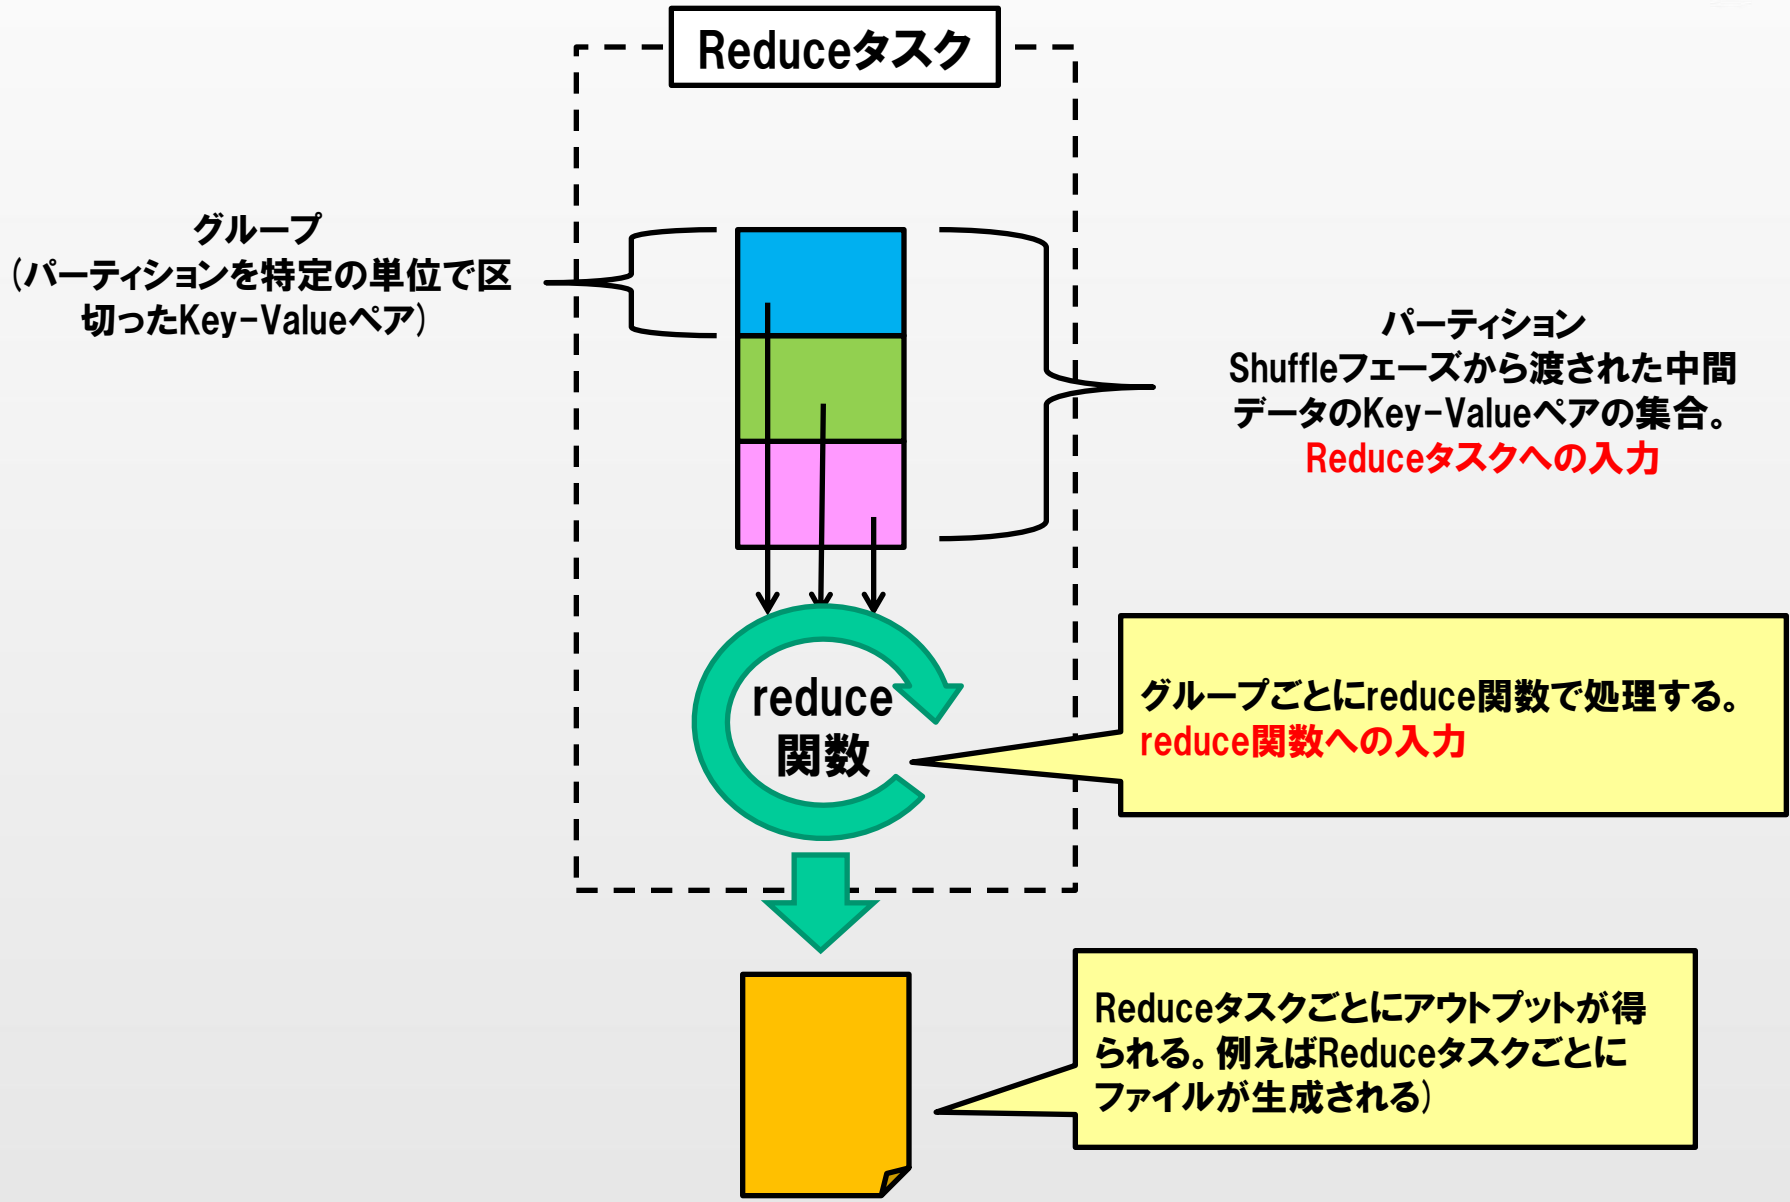 Reduceタスク
グループ
(パーティションを特定の単位で区
切ったKey-Valueペア)
パーティション
Shuffleフェーズから渡された中間
データのKey-Valueペアの集合。
Reduceタスクへの入力
reduce
関数
グループごとにreduce関数で処理する。
reduce関数への入力
Reduceタスクごとにアウトプットが得
られる。例えばReduceタスクごとに
ファイルが生成される)